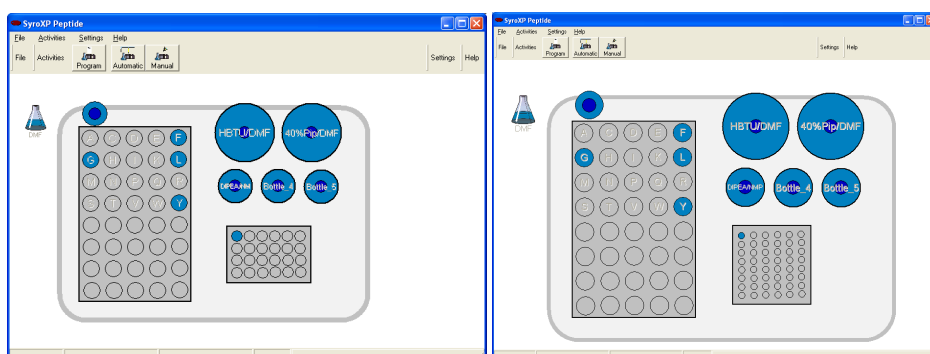 SyroXP Peptide
File Activities Settings Help
File Activities Program Automatic Manual Settings Help
DMF
HBTU/DMF 40%Pip/DMF
A C D E F
G H I K L
DIPEA/NMP Bottle_4 Bottle_5
M N P Q R
S T V W Y
SyroXP Peptide
File Activities Settings Help
File Activities Program Automatic Manual Settings Help
DMF
HBTU/DMF 40%Pip/DMF
A C D E F
G H I K L
DIPEA/NMP Bottle_4 Bottle_5
M N P Q R
S T V W Y